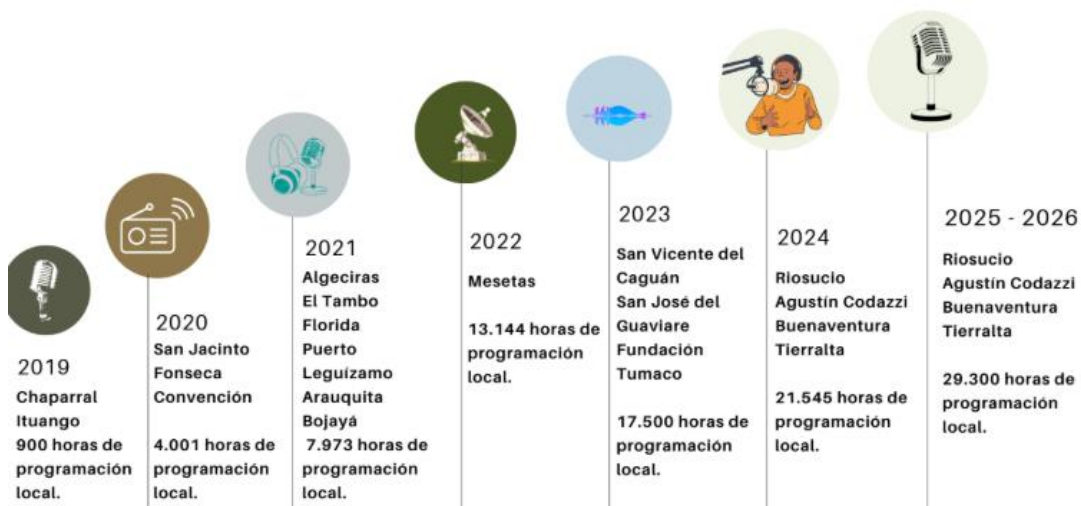 2019
Chaparral
Ituango
900 horas de
programación
local.
2020
San Jacinto
Fonseca
Convención
4.001 horas de
programación
local.
2021
Algeciras
El Tambo
Florida
Puerto
Leguízamo
Arauquita
Bojayá
7.973 horas de
programación
local.
2022
Mesetas
13.144 horas de
programación
local.
2023
San Vicente del
Caguán
San José del
Guaviare
Fundación
Tumaco
17.500 horas de
programación
local.
2024
Riosucio
Agustín Codazzi
Buenaventura
Tierralta
21.545 horas de
programación
local.
2025 - 2026
Riosucio
Agustín Codazzi
Buenaventura
Tierralta
29.300 horas de
programación
local.